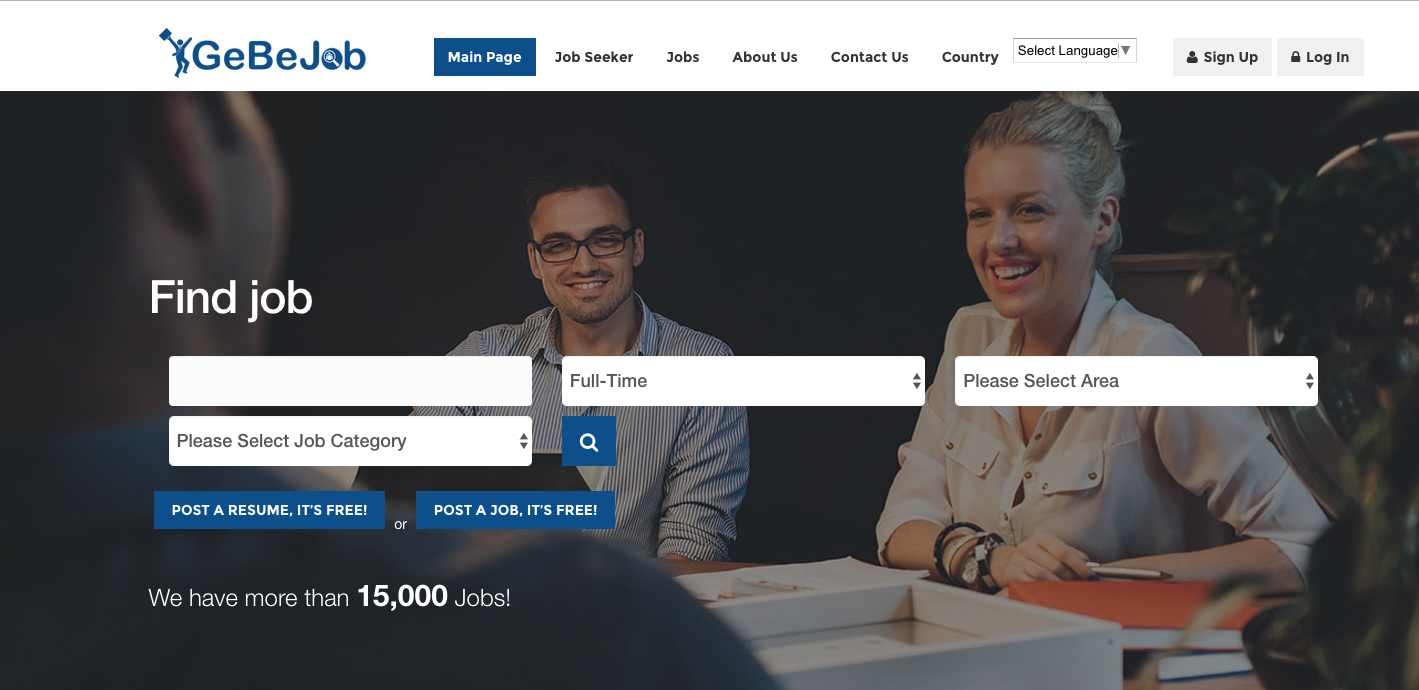 GeBeJob
Main Page
Job Seeker
Jobs
About Us
Contact Us
Country
Select Language▼
Sign Up
Log In
Find job
Full-Time
Please Select Area
Please Select Job Category
POST A RESUME, IT'S FREE!
or
POST A JOB, IT'S FREE!
We have more than 15,000 Jobs!